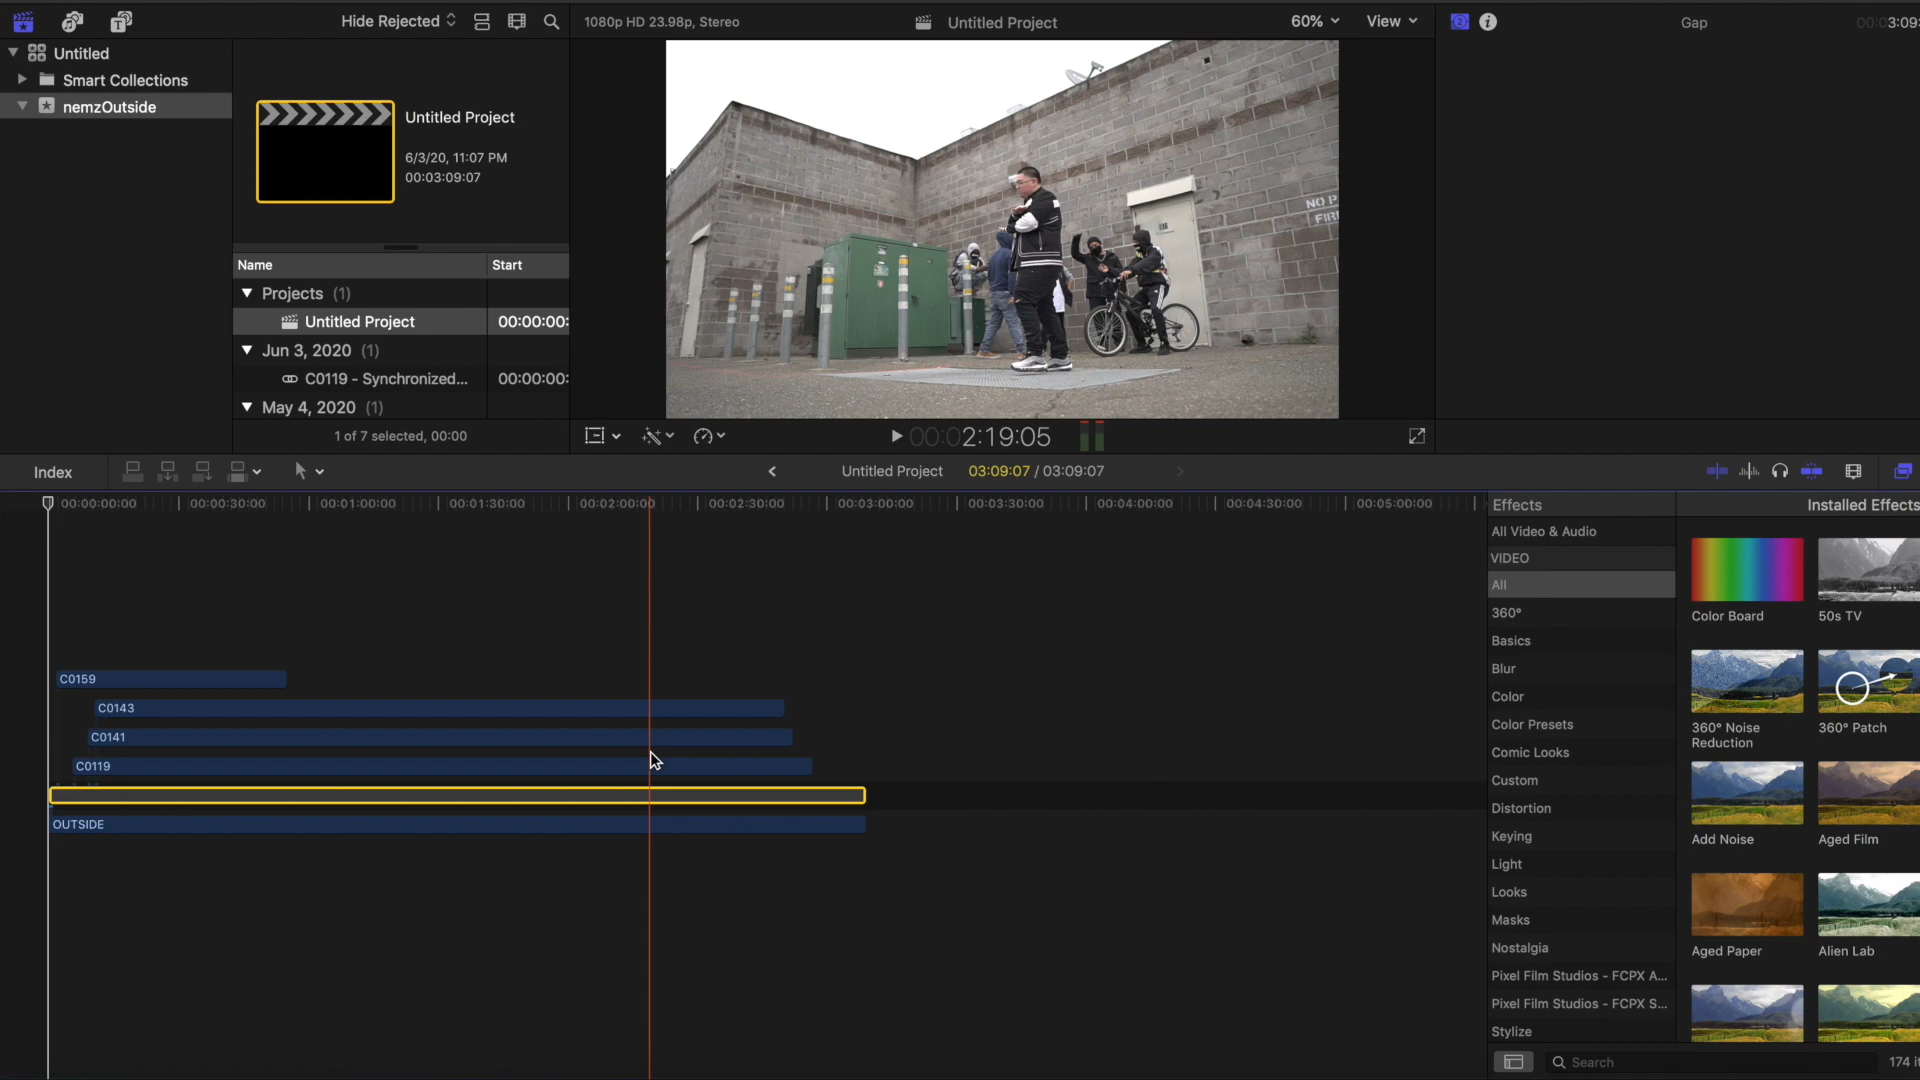 Hide Rejected
1080p HD 23.98p, Stereo
Untitled Project
60%
View
Gap
00:03:09:
Untitled
Smart Collections
nemzOutside
Untitled Project
6/3/20, 11:07 PM
00:03:09:07
Name
Start
Projects (1)
Untitled Project
00:00:00:
Jun 3, 2020 (1)
C0119 - Synchronized...
00:00:00:
May 4, 2020 (1)
1 of 7 selected, 00:00
NO P
FIR
00:02:19:05
Index
Untitled Project
03:09:07 / 03:09:07
00:00:00:00
00:00:30:00
00:01:00:00
00:01:30:00
00:02:00:00
00:02:30:00
00:03:00:00
00:03:30:00
00:04:00:00
00:04:30:00
00:05:00:00
C0159
C0143
C0141
C0119
OUTSIDE
Effects
Installed Effects
All Video & Audio
VIDEO
All
360°
Basics
Blur
Color
Color Presets
Comic Looks
Custom
Distortion
Keying
Light
Looks
Masks
Nostalgia
Pixel Film Studios - FCPX A...
Pixel Film Studios - FCPX S...
Stylize
Color Board
50s TV
360° Noise
Reduction
360° Patch
Add Noise
Aged Film
Aged Paper
Alien Lab
Search
174 it